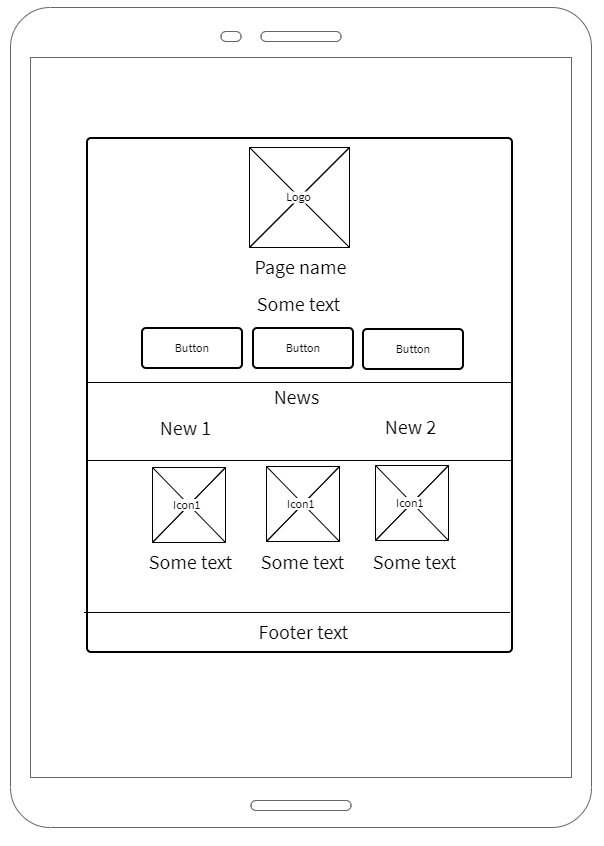 Logo
Page name
Some text
Button Button Button
News
New 1 New 2
Icon1 Icon1 Icon1
Some text Some text Some text
Footer text